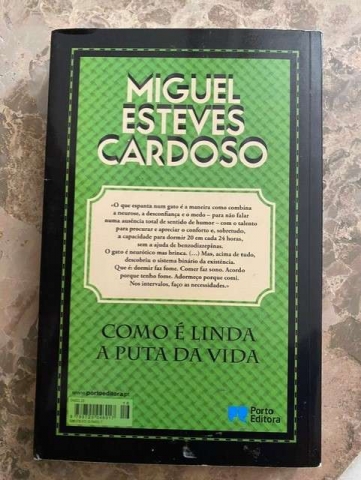 MIGUEL
ESTEVES
CARDOSO
«O que espanta num gato é a maneira como combina
a neurose, a desconfiança e o medo – para não falar
numa ausência total de sentido de humor – com o talento
para procurar e apreciar o conforto e, sobretudo,
a capacidade para dormir 20 em cada 24 horas,
sem a ajuda de benzodiazepinas.
O gato é neurótico mas brinca. (...) Mas, acima de tudo,
descobriu o sistema binário da existência.
Que é: dormir faz fome. Comer faz sono. Acordo
porque tenho fome. Adormeço porque comi.
Nos intervalos, faço as necessidades.»
COMO É LINDA
A PUTA DA VIDA
www.portoeditora.pt
Porto
Editora